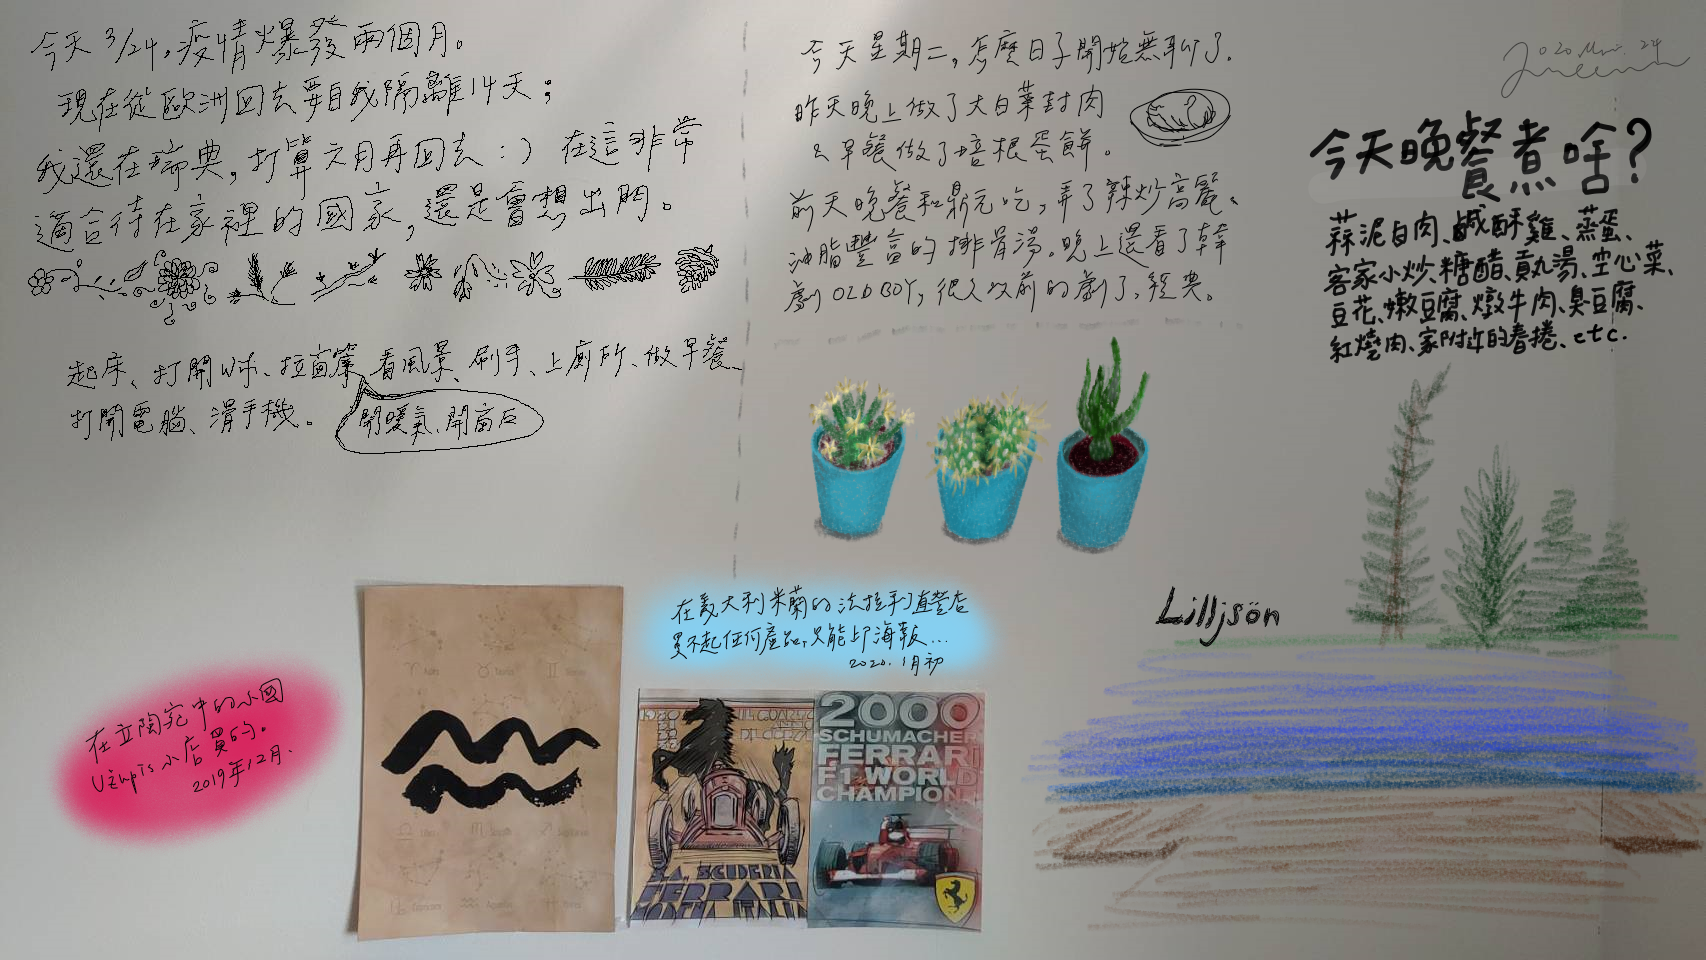 今天 3/24,疫情爆發兩個月。
現在從歐洲回去要自我隔離14天；
我還在瑞典,打算六月再回去:) 在這非常
適合待在家裡的國家,還是會想出門。
起床、打開wifi、拉窗簾、看風景、刷牙、上廁所、做早餐、
打開電腦、滑手機。
開暖氣、開窗戶
今天星期二,怎麼日子開始無聊了.
昨天晚上做了大白菜封肉
早餐做了培根蛋餅。
前天晚餐和鼎元吃,弄了辣炒高麗、
油脂豐富的排骨湯。晚上還看了韓
劇 OLD BOY, 很久以前的劇了,經典。
2020 Mar. 24
今天晚餐煮啥?
蒜泥白肉、鹹酥雞、蒸蛋、
客家小炒、糖醋、貢丸湯、空心菜、
豆花、嫩豆腐、燉牛肉、臭豆腐、
紅燒肉、家附近的春捲、etc.
Lilljsön
在義大利米蘭的法拉利直營店
買不起任何產品,只能印海報...
2020.1月初
在立陶宛中的小國
Užupis小店買的。
2019年12月.
Aries
Taurus
Libra
Scorpio
Sagittarius
Capricorn
Aquarius
Pisces
SCUDERIA
FERRARI
2000
SCHUMACHER
FERRARI
F1 WORLD
CHAMPION